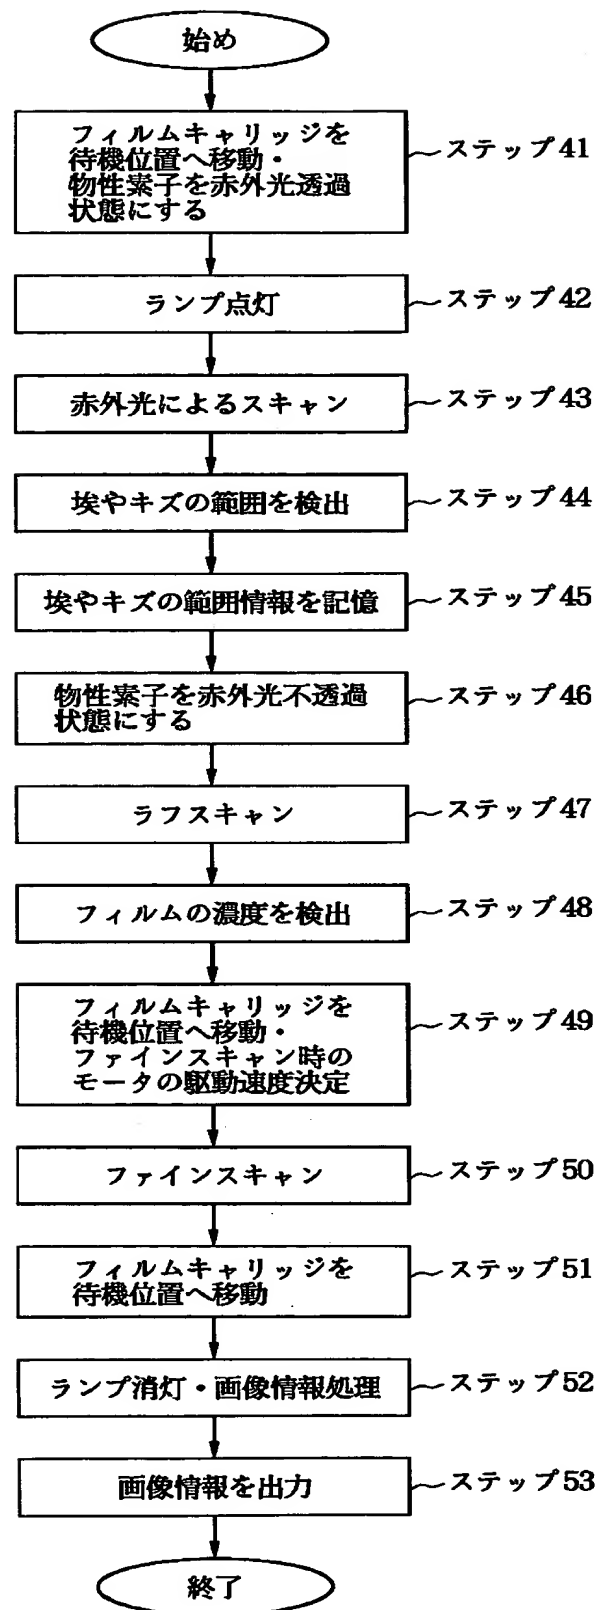 始め
フィルムキャリッジを
待機位置へ移動・
物性素子を赤外光透過
状態にする
ステップ41
ランプ点灯
ステップ42
赤外光によるスキャン
ステップ43
埃やキズの範囲を検出
ステップ44
埃やキズの範囲情報を記憶
ステップ45
物性素子を赤外光不透過
状態にする
ステップ46
ラフスキャン
ステップ47
フィルムの濃度を検出
ステップ48
フィルムキャリッジを
待機位置へ移動・
ファインスキャン時の
モータの駆動速度決定
ステップ49
ファインスキャン
ステップ50
フィルムキャリッジを
待機位置へ移動
ステップ51
ランプ消灯・画像情報処理
ステップ52
画像情報を出力
ステップ53
終了